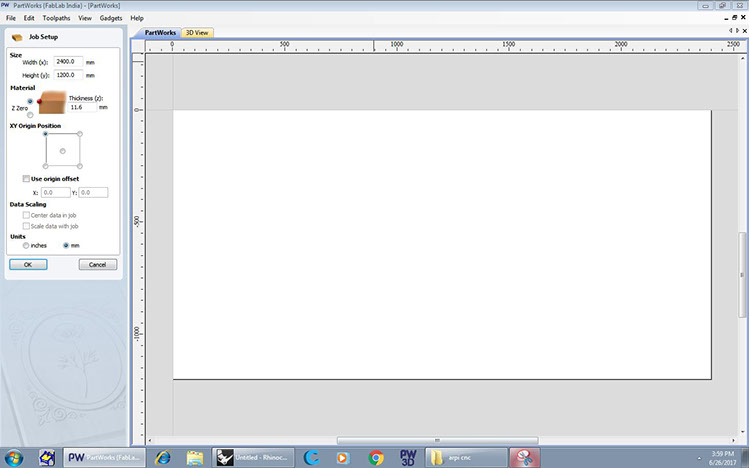 PartWorks [FabLab India] - [PartWorks]
File Edit Toolpaths View Gadgets Help
Job Setup
Size
Width (x): 2400.0 mm
Height (y): 1200.0 mm
Material
Thickness (z):
Z Zero 11.6 mm
XY Origin Position
Use origin offset
X: 0.0 Y: 0.0
Data Scaling
Center data in job
Scale data with job
Units
inches mm
OK Cancel
PartWorks 3D View
0 500 1000 1500 2000 2500
0
-500
-1000
PW PartWorks [FabLa... Untitled - Rhinoc... PW 3D arpi cnc 3:59 PM
6/26/2017